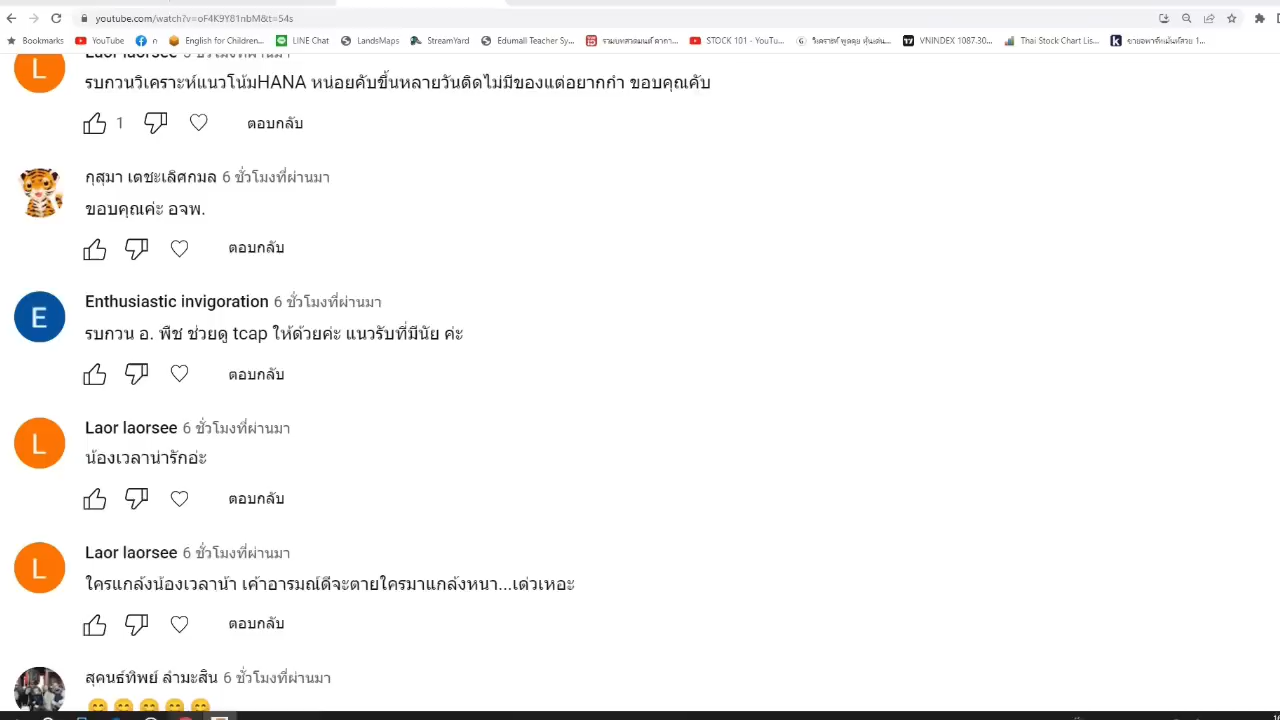 youtube.com/watch?v=oF4K9Y81nbM&t=54s
Bookmarks YouTube n English for Children... LINE Chat LandsMaps StreamYard Edumall Teacher Sy... STOCK 101 - YouTu... VNINDEX 1087.30... Thai Stock Chart Lis...
L Laor laorsee
รบกวนวิเคราะห์แนวโน้มHANA หน่อยคับขึ้นหลายวันติดไม่มีของแต่อยากกำ ขอบคุณคับ
1 ตอบกลับ
กุสุมา เตชะเลิศกมล 6 ชั่วโมงที่ผ่านมา
ขอบคุณค่ะ อจพ.
ตอบกลับ
E Enthusiastic invigoration 6 ชั่วโมงที่ผ่านมา
รบกวน อ. พีช ช่วยดู tcap ให้ด้วยค่ะ แนวรับที่มีนัย ค่ะ
ตอบกลับ
L Laor laorsee 6 ชั่วโมงที่ผ่านมา
น้องเวลาน่ารักอ่ะ
ตอบกลับ
L Laor laorsee 6 ชั่วโมงที่ผ่านมา
ใครแกล้งน้องเวลาน้า เค้าอารมณ์ดีจะตายใครมาแกล้งหนา...เด่วเหอะ
ตอบกลับ
สุคนธ์ทิพย์ ลำมะสิน 6 ชั่วโมงที่ผ่านมา
😊😊😊😊😊